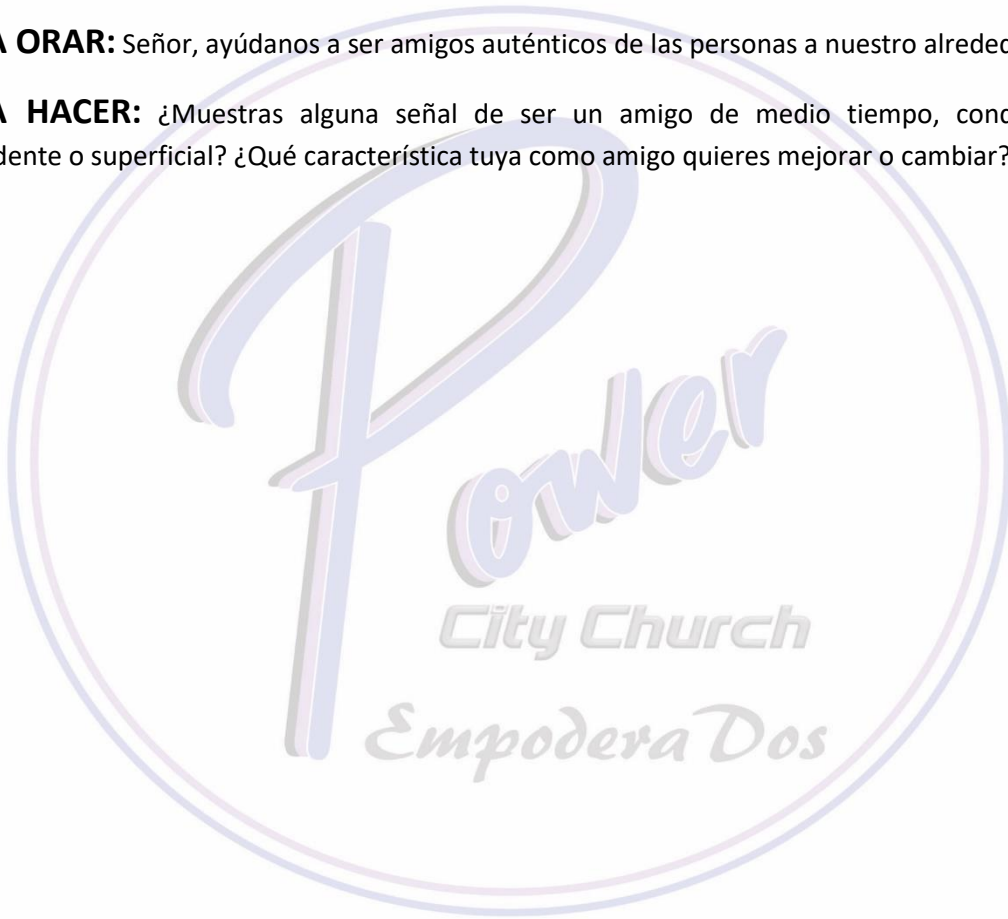 A ORAR: Señor, ayúdanos a ser amigos auténticos de las personas a nuestro alreded
A HACER: ¿Muestras alguna señal de ser un amigo de medio tiempo, cond
dente o superficial? ¿Qué característica tuya como amigo quieres mejorar o cambiar?
Power
City Church
EmpoderaDos